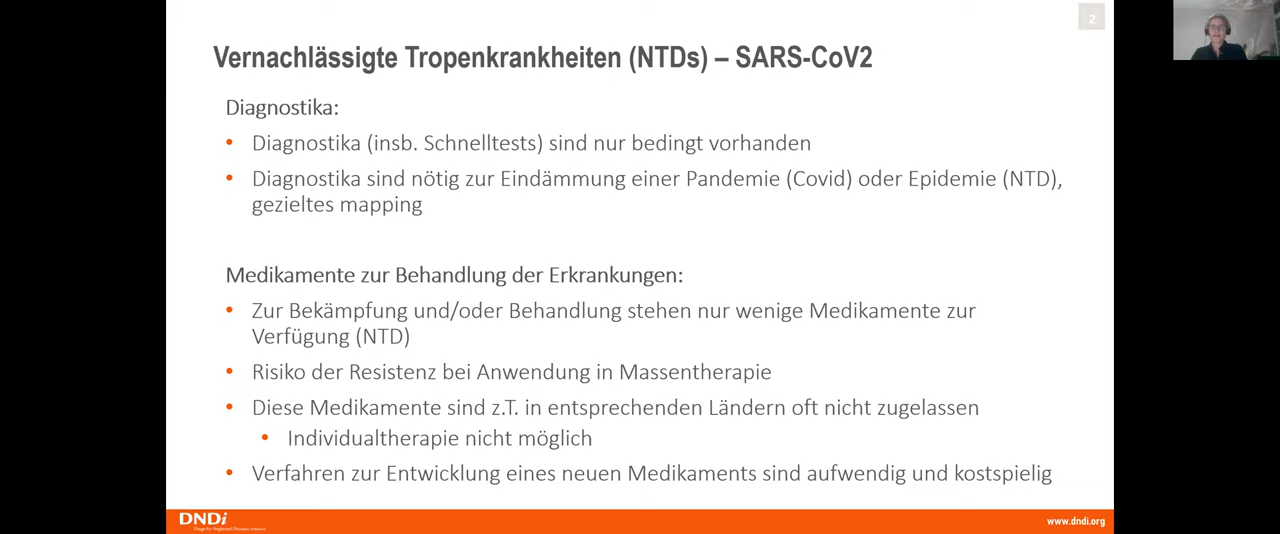 2
Vernachlässigte Tropenkrankheiten (NTDs) – SARS-CoV2
Diagnostika:
• Diagnostika (insb. Schnelltests) sind nur bedingt vorhanden
• Diagnostika sind nötig zur Eindämmung einer Pandemie (Covid) oder Epidemie (NTD),
gezieltes mapping
Medikamente zur Behandlung der Erkrankungen:
• Zur Bekämpfung und/oder Behandlung stehen nur wenige Medikamente zur
Verfügung (NTD)
• Risiko der Resistenz bei Anwendung in Massentherapie
• Diese Medikamente sind z.T. in entsprechenden Ländern oft nicht zugelassen
• Individualtherapie nicht möglich
• Verfahren zur Entwicklung eines neuen Medikaments sind aufwendig und kostspielig
DNDi
Drugs for Neglected Diseases initiative
www.dndi.org